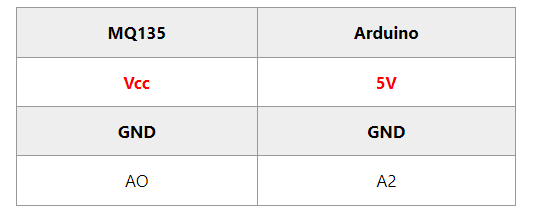 MQ135 Arduino
Vcc 5V
GND GND
AO A2